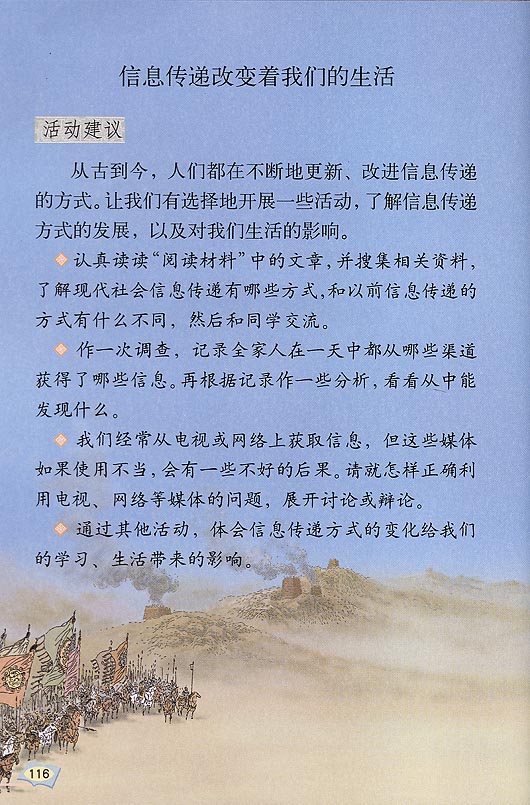 信息传递改变着我们的生活
活动建议
从古到今，人们都在不断地更新、改进信息传递
的方式。让我们有选择地开展一些活动，了解信息传递
方式的发展，以及对我们生活的影响。
认真读读“阅读材料”中的文章，并搜集相关资料，
了解现代社会信息传递有哪些方式，和以前信息传递的
方式有什么不同，然后和同学交流。
作一次调查，记录全家人在一天中都从哪些渠道
获得了哪些信息。再根据记录作一些分析，看看从中能
发现什么。
我们经常从电视或网络上获取信息，但这些媒体
如果使用不当，会有一些不好的后果。请就怎样正确利
用电视、网络等媒体的问题，展开讨论或辩论。
通过其他活动，体会信息传递方式的变化给我们
的学习、生活带来的影响。
116